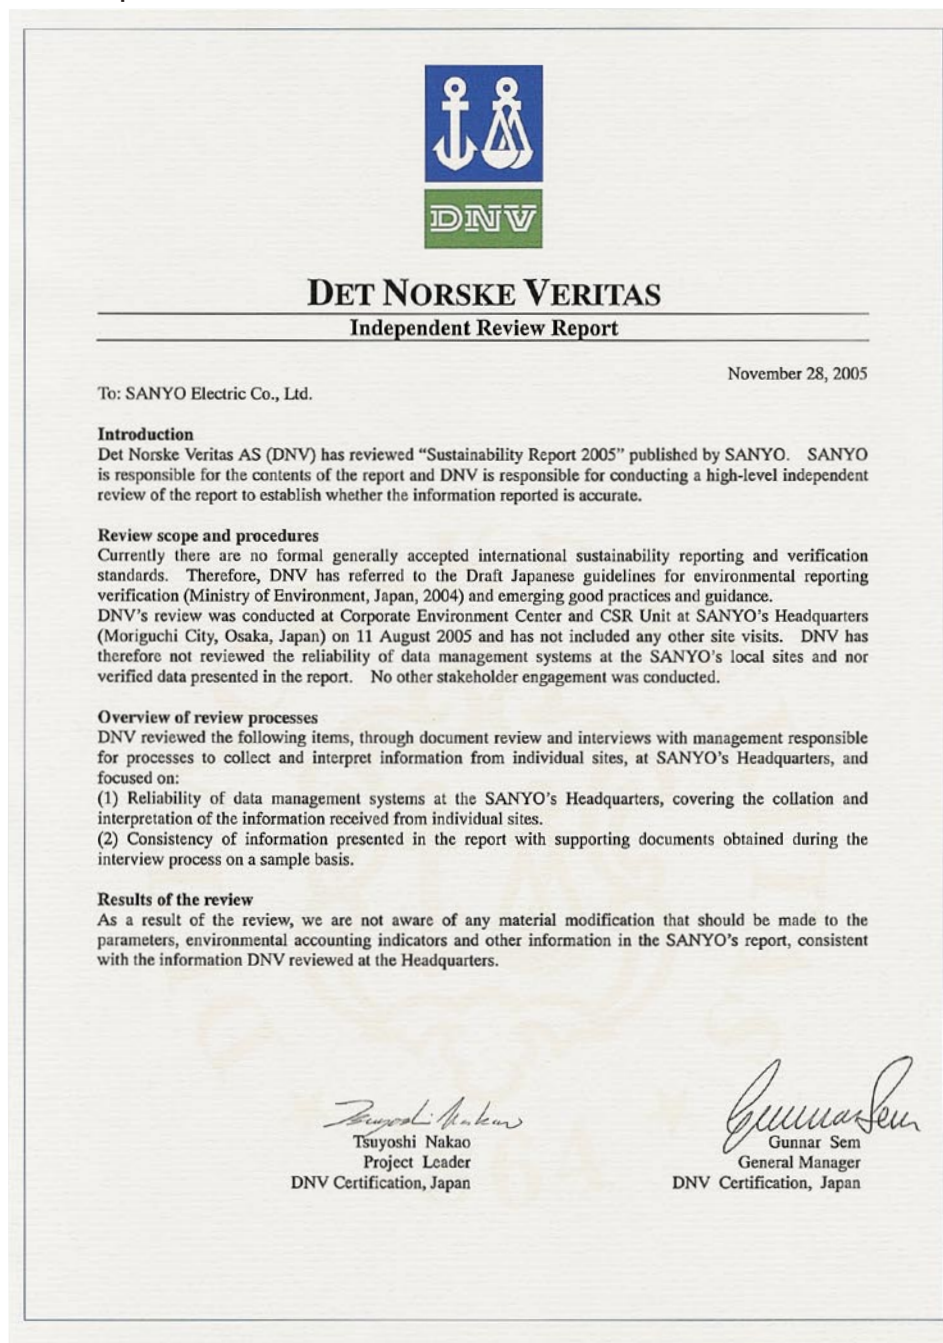 DNV
DET NORSKE VERITAS
Independent Review Report
November 28, 2005
To: SANYO Electric Co., Ltd.
Introduction
Det Norske Veritas AS (DNV) has reviewed “Sustainability Report 2005” published by SANYO. SANYO
is responsible for the contents of the report and DNV is responsible for conducting a high-level independent
review of the report to establish whether the information reported is accurate.
Review scope and procedures
Currently there are no formal generally accepted international sustainability reporting and verification
standards. Therefore, DNV has referred to the Draft Japanese guidelines for environmental reporting
verification (Ministry of Environment, Japan, 2004) and emerging good practices and guidance.
DNV’s review was conducted at Corporate Environment Center and CSR Unit at SANYO’s Headquarters
(Moriguchi City, Osaka, Japan) on 11 August 2005 and has not included any other site visits. DNV has
therefore not reviewed the reliability of data management systems at the SANYO’s local sites and nor
verified data presented in the report. No other stakeholder engagement was conducted.
Overview of review processes
DNV reviewed the following items, through document review and interviews with management responsible
for processes to collect and interpret information from individual sites, at SANYO’s Headquarters, and
focused on:
(1) Reliability of data management systems at the SANYO’s Headquarters, covering the collation and
interpretation of the information received from individual sites.
(2) Consistency of information presented in the report with supporting documents obtained during the
interview process on a sample basis.
Results of the review
As a result of the review, we are not aware of any material modification that should be made to the
parameters, environmental accounting indicators and other information in the SANYO’s report, consistent
with the information DNV reviewed at the Headquarters.
Tsuyoshi Nakao
Gunnar Sem
Tsuyoshi Nakao
Project Leader
DNV Certification, Japan
Gunnar Sem
General Manager
DNV Certification, Japan